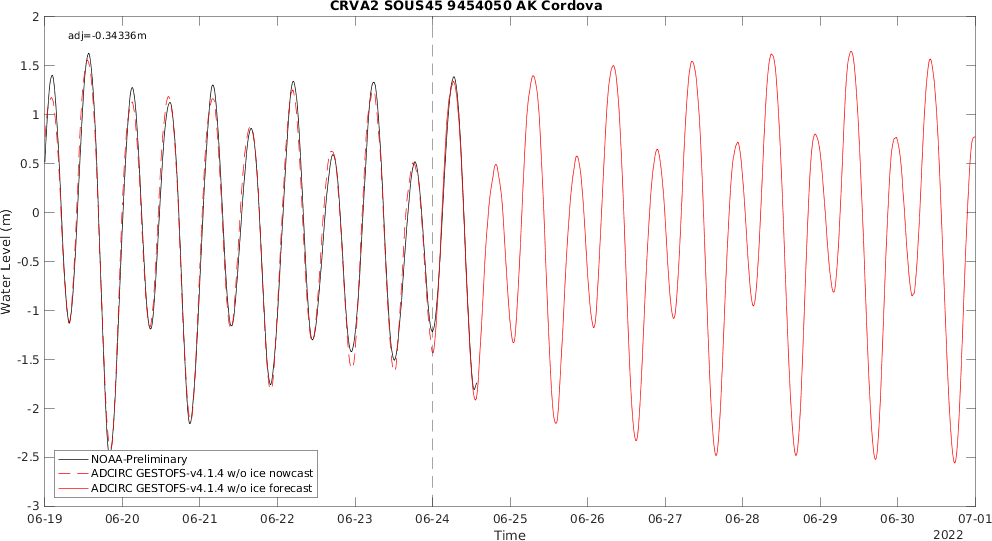 CRVA2 SOUS45 9454050 AK Cordova
adj=-0.34336m
2
1.5
1
0.5
0
-0.5
-1
-1.5
-2
-2.5
-3
Water Level (m)
NOAA-Preliminary
ADCIRC GESTOFS-v4.1.4 w/o ice nowcast
ADCIRC GESTOFS-v4.1.4 w/o ice forecast
06-19 06-20 06-21 06-22 06-23 06-24 06-25 06-26 06-27 06-28 06-29 06-30 07-01
Time
2022